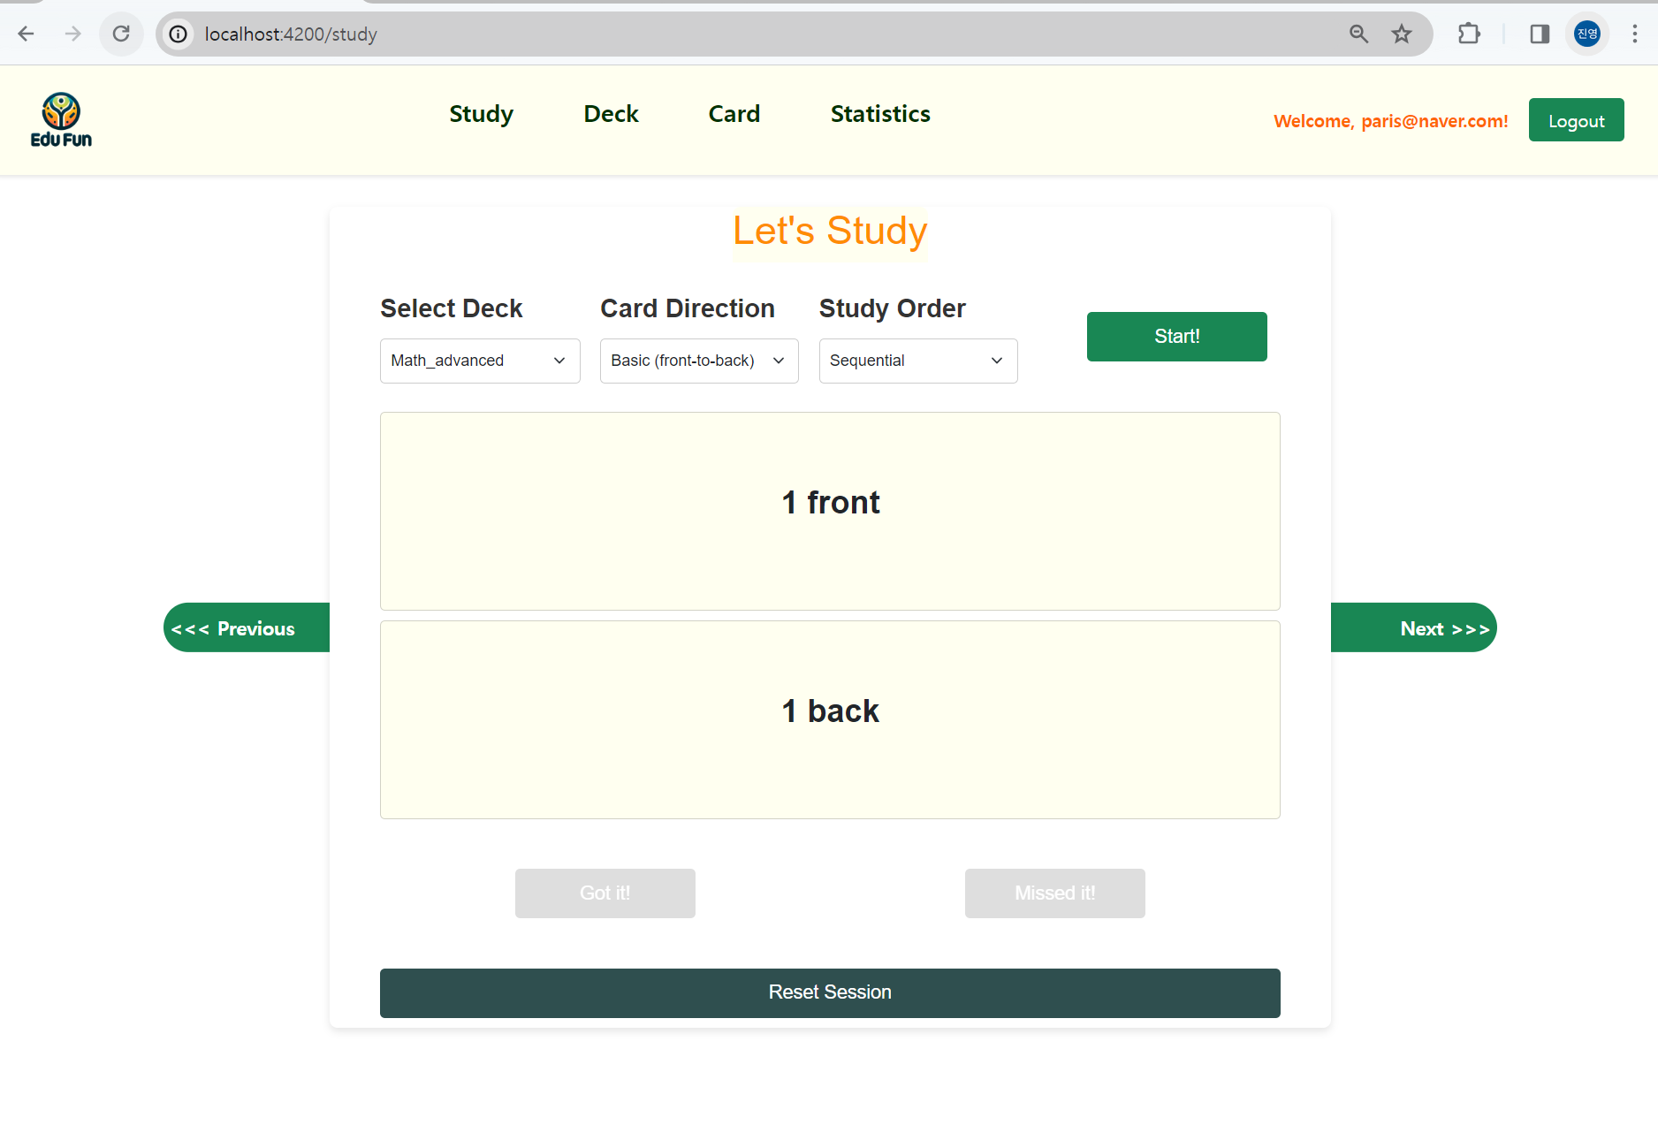 localhost:4200/study
진영
Edu Fun
Study Deck Card Statistics
Welcome, paris@naver.com!
Logout
Let's Study
Select Deck Card Direction Study Order
Start!
Math_advanced Basic (front-to-back) Sequential
1 front
<<< Previous
Next >>>
1 back
Got it! Missed it!
Reset Session